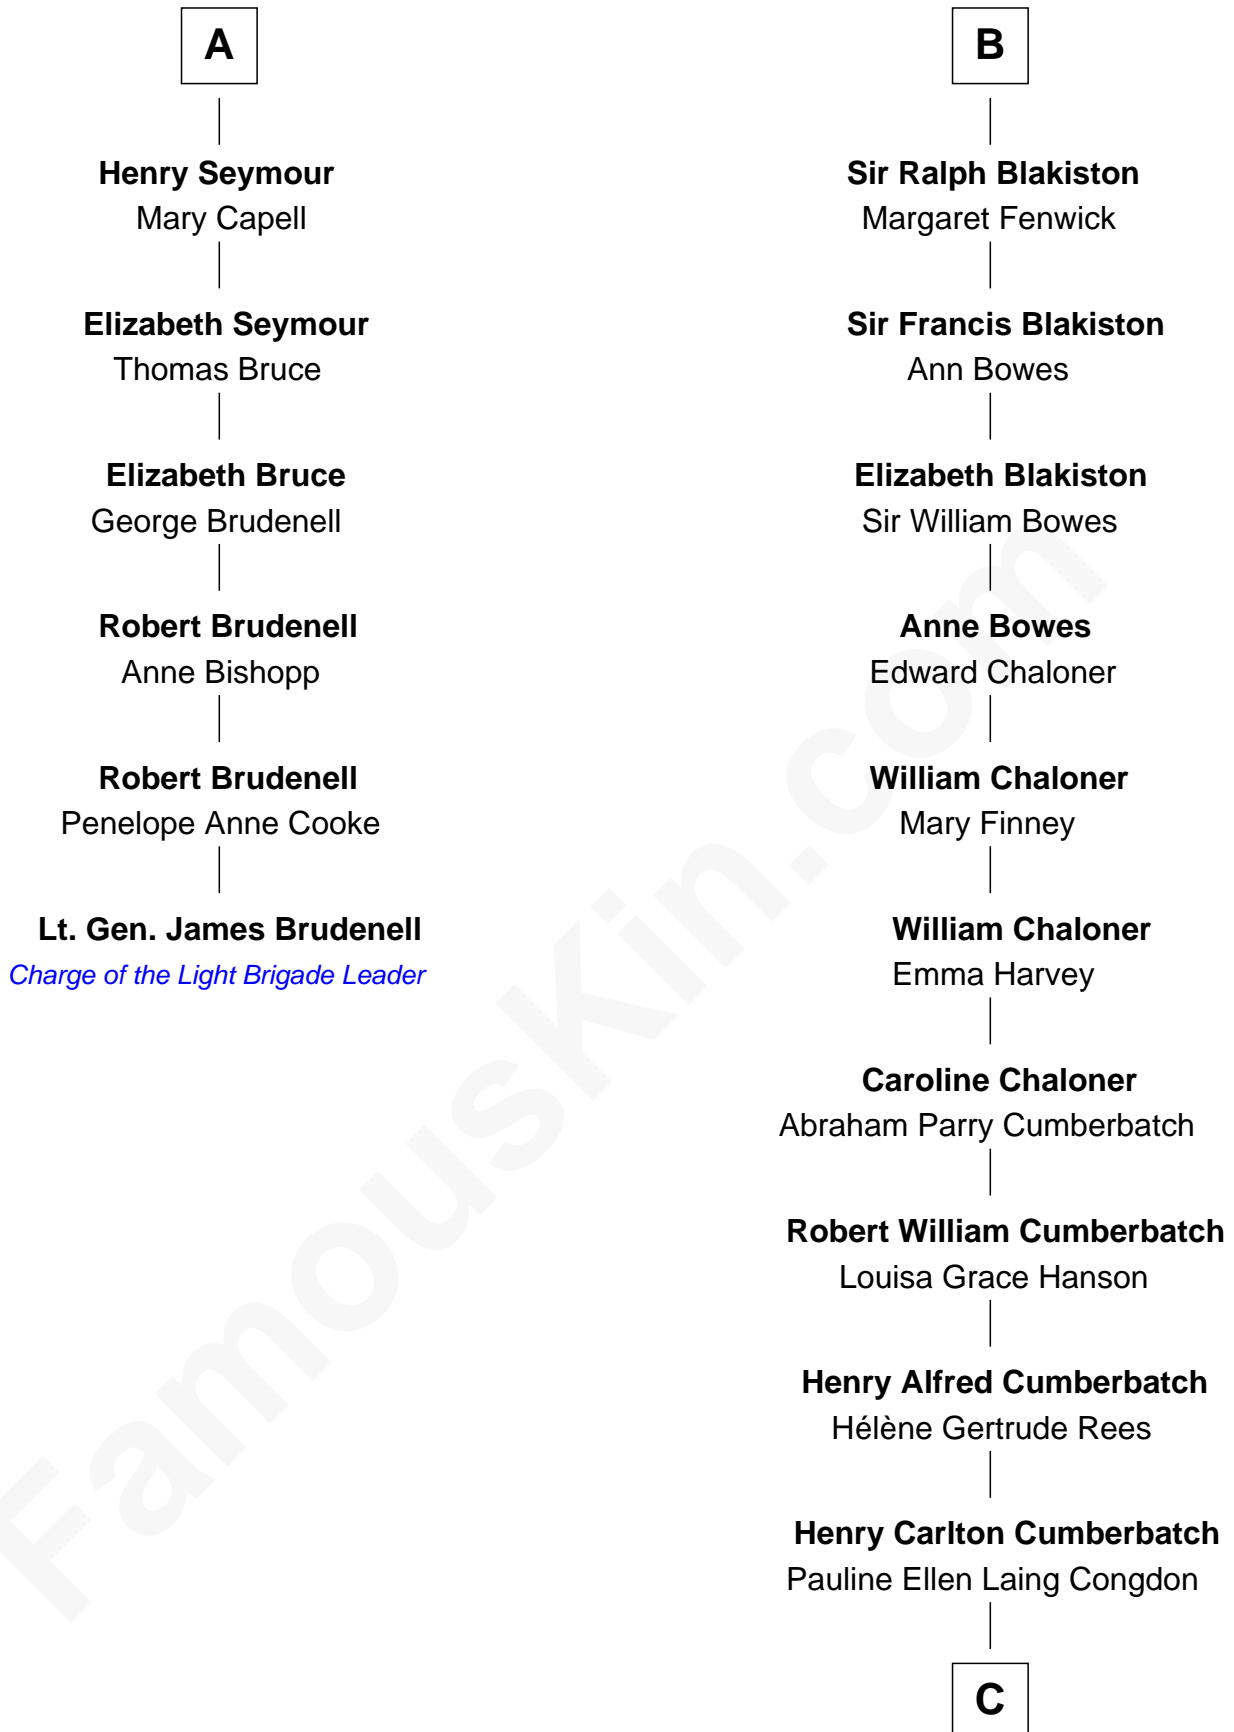 A
Henry Seymour
Mary Capell
Elizabeth Seymour
Thomas Bruce
Elizabeth Bruce
George Brudenell
Robert Brudenell
Anne Bishopp
Robert Brudenell
Penelope Anne Cooke
Lt. Gen. James Brudenell
Charge of the Light Brigade Leader
B
Sir Ralph Blakiston
Margaret Fenwick
Sir Francis Blakiston
Ann Bowes
Elizabeth Blakiston
Sir William Bowes
Anne Bowes
Edward Chaloner
William Chaloner
Mary Finney
William Chaloner
Emma Harvey
Caroline Chaloner
Abraham Parry Cumberbatch
Robert William Cumberbatch
Louisa Grace Hanson
Henry Alfred Cumberbatch
Hélène Gertrude Rees
Henry Carlton Cumberbatch
Pauline Ellen Laing Congdon
C
FamousKin.com